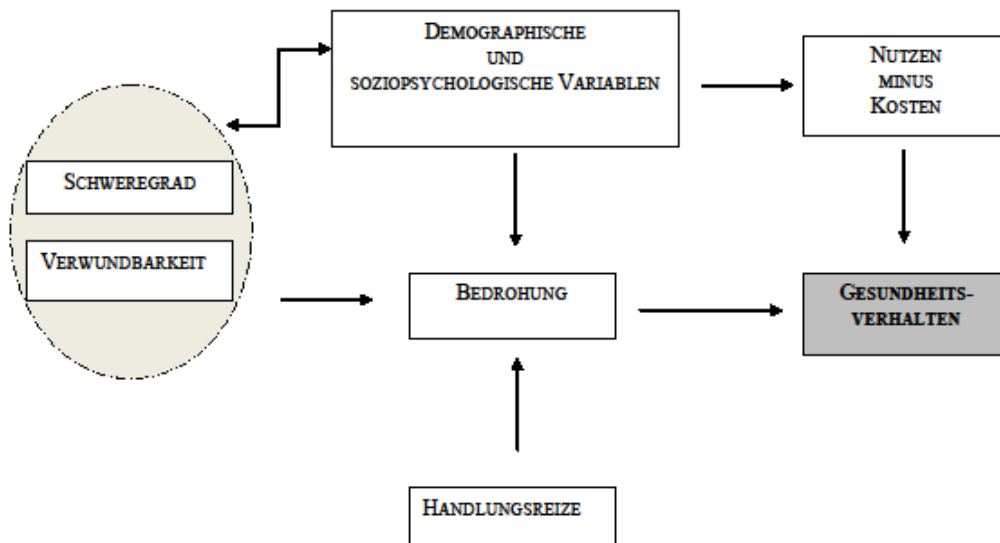 DEMOGRAPHISCHE
UND
SOZIOPSYCHOLOGISCHE VARIABLEN
NUTZEN
MINUS
KOSTEN
SCHWEREGRAD
VERWUNDBARKEIT
BEDROHUNG
GESUNDHEITS-
VERHALTEN
HANDLUNGSREIZE